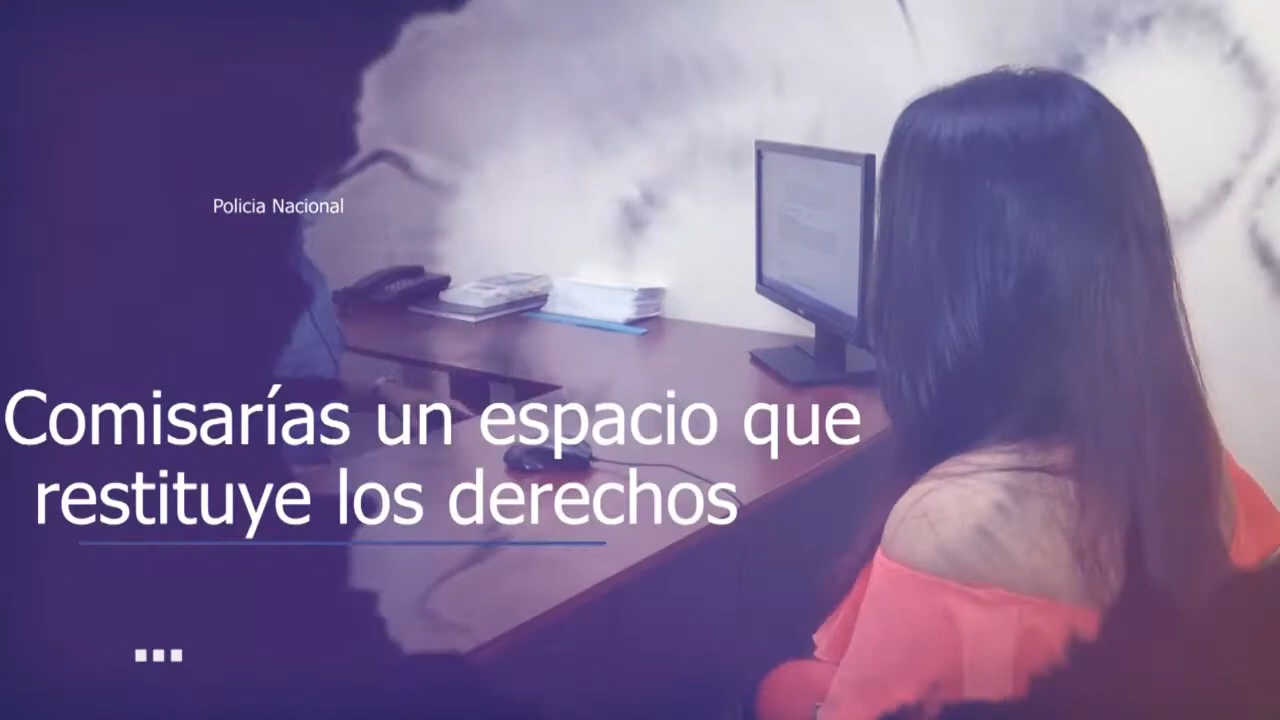 Policia Nacional
Comisarías un espacio que
restituye los derechos